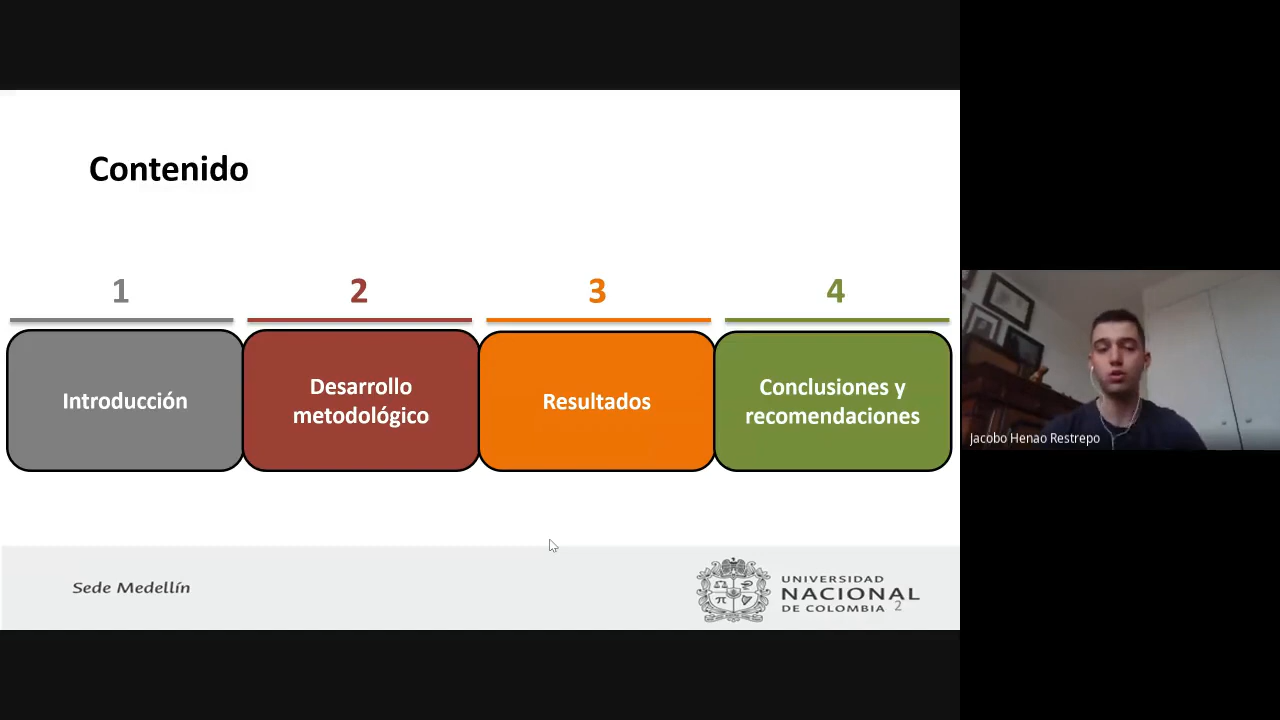 Contenido
1
2
3
4
Introducción
Desarrollo
metodológico
Resultados
Conclusiones y
recomendaciones
Jacobo Henao Restrepo
Sede Medellín
UNIVERSIDAD
NACIONAL
DE COLOMBIA
2